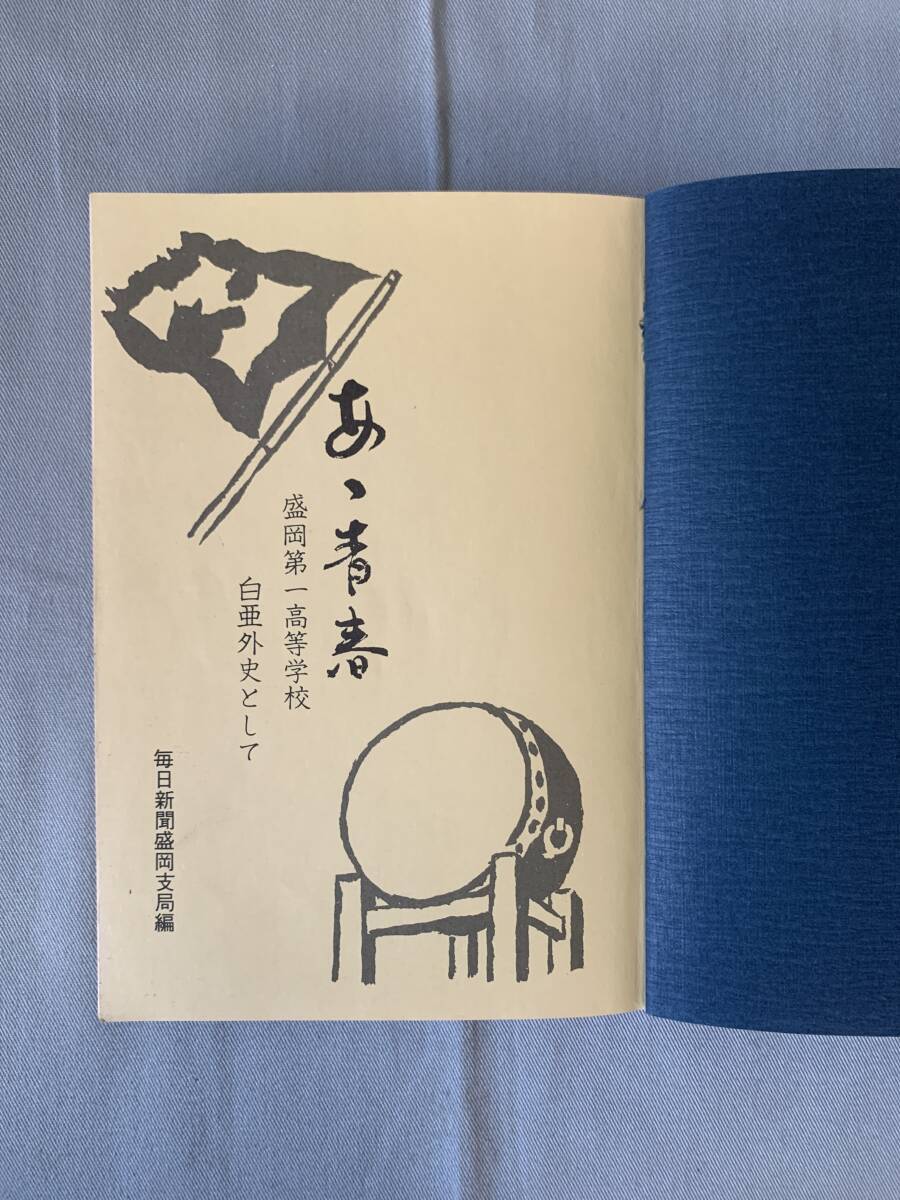 あゝ青春
盛岡第一高等学校
白亜外史として
毎日新聞盛岡支局編